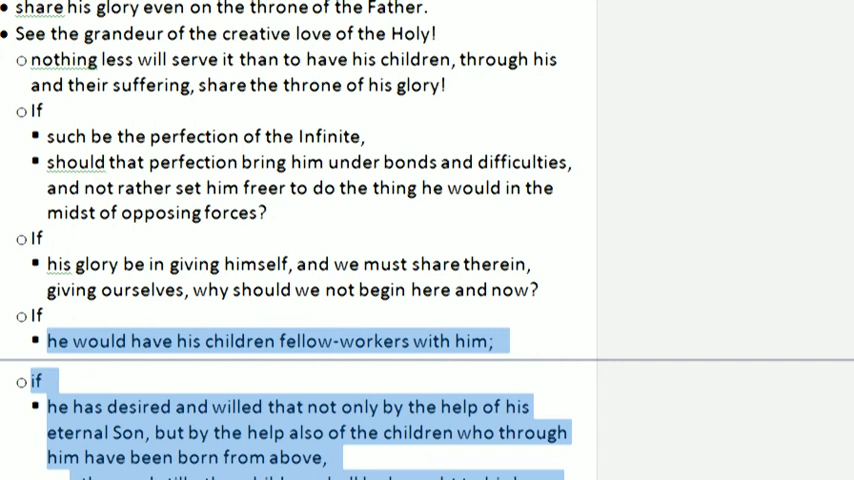 • share his glory even on the throne of the Father.
• See the grandeur of the creative love of the Holy!
○ nothing less will serve it than to have his children, through his
and their suffering, share the throne of his glory!
○ If
▪ such be the perfection of the Infinite,
▪ should that perfection bring him under bonds and difficulties,
and not rather set him freer to do the thing he would in the
midst of opposing forces?
○ If
▪ his glory be in giving himself, and we must share therein,
giving ourselves, why should we not begin here and now?
○ If
▪ he would have his children fellow-workers with him;
○ if
▪ he has desired and willed that not only by the help of his
eternal Son, but by the help also of the children who through
him have been born from above,